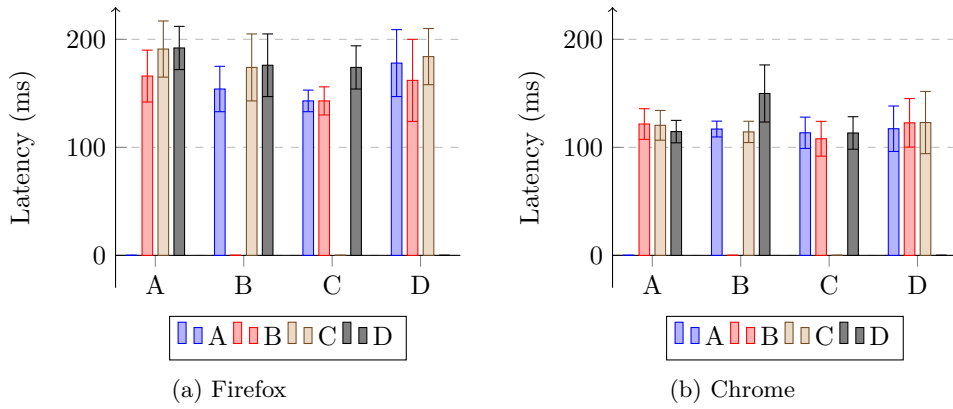 200
100
0
Latency (ms)
A B C D
A B C D
(a) Firefox
200
100
0
Latency (ms)
A B C D
A B C D
(b) Chrome